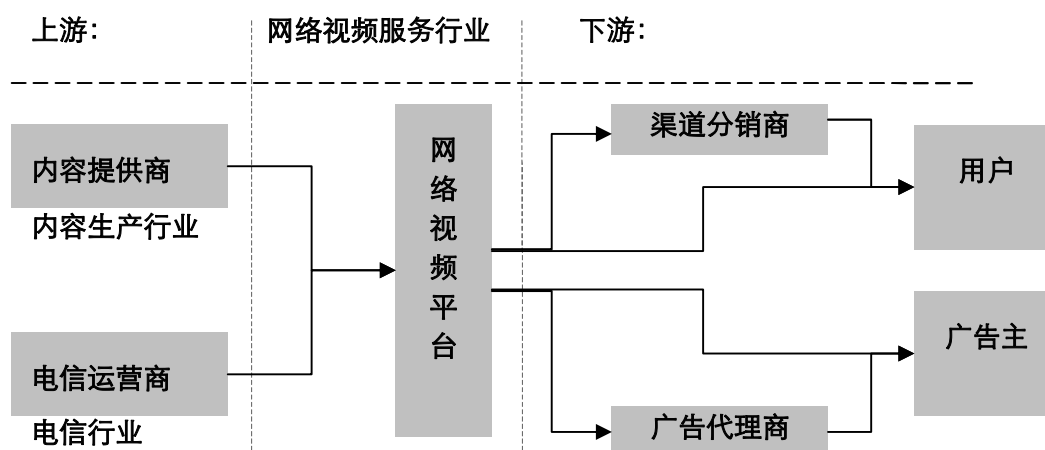 上游：
网络视频服务行业
下游：
内容提供商
内容生产行业
电信运营商
电信行业
网络视频平台
渠道分销商
用户
广告主
广告代理商